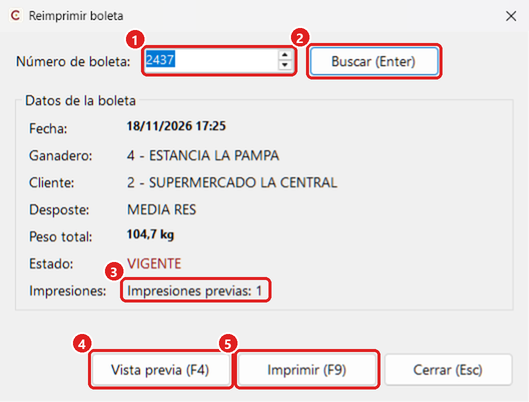 Reimprimir boleta
1
2
Número de boleta: 2437 Buscar (Enter)
Datos de la boleta
Fecha: 18/11/2026 17:25
Ganadero: 4 - ESTANCIA LA PAMPA
Cliente: 2 - SUPERMERCADO LA CENTRAL
Desposte: MEDIA RES
Peso total: 104,7 kg
Estado: VIGENTE
3
Impresiones: Impresiones previas: 1
4
5
Vista previa (F4) Imprimir (F9) Cerrar (Esc)